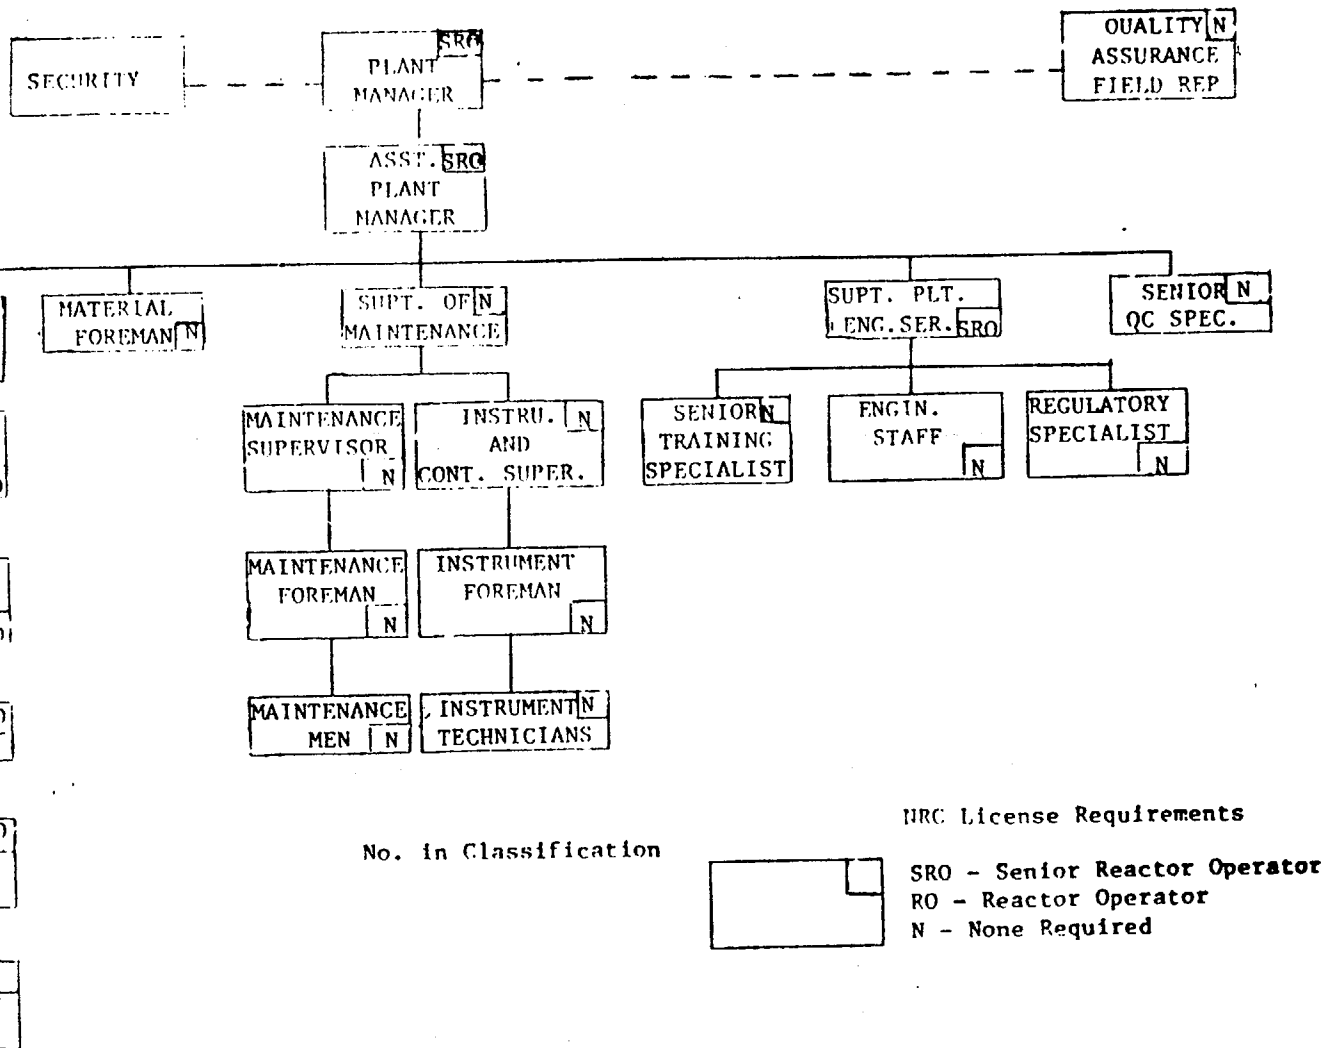 SECURITY
SRO
PLANT
MANAGER
QUALITY N
ASSURANCE
FIELD REP
ASST. SRO
PLANT
MANAGER
MATERIAL
FOREMAN N
SUPT. OF N
MAINTENANCE
SUPT. PLT.
ENG.SER. SRO
SENIOR N
QC SPEC.
MAINTENANCE
SUPERVISOR
N
INSTRU. N
AND
CONT. SUPER.
SENIOR N
TRAINING
SPECIALIST
ENGIN.
STAFF
N
REGULATORY
SPECIALIST
N
MAINTENANCE
FOREMAN
N
INSTRUMENT
FOREMAN
N
MAINTENANCE
MEN N
INSTRUMENT N
TECHNICIANS
No. in Classification
NRC License Requirements
SRO - Senior Reactor Operator
RO - Reactor Operator
N - None Required